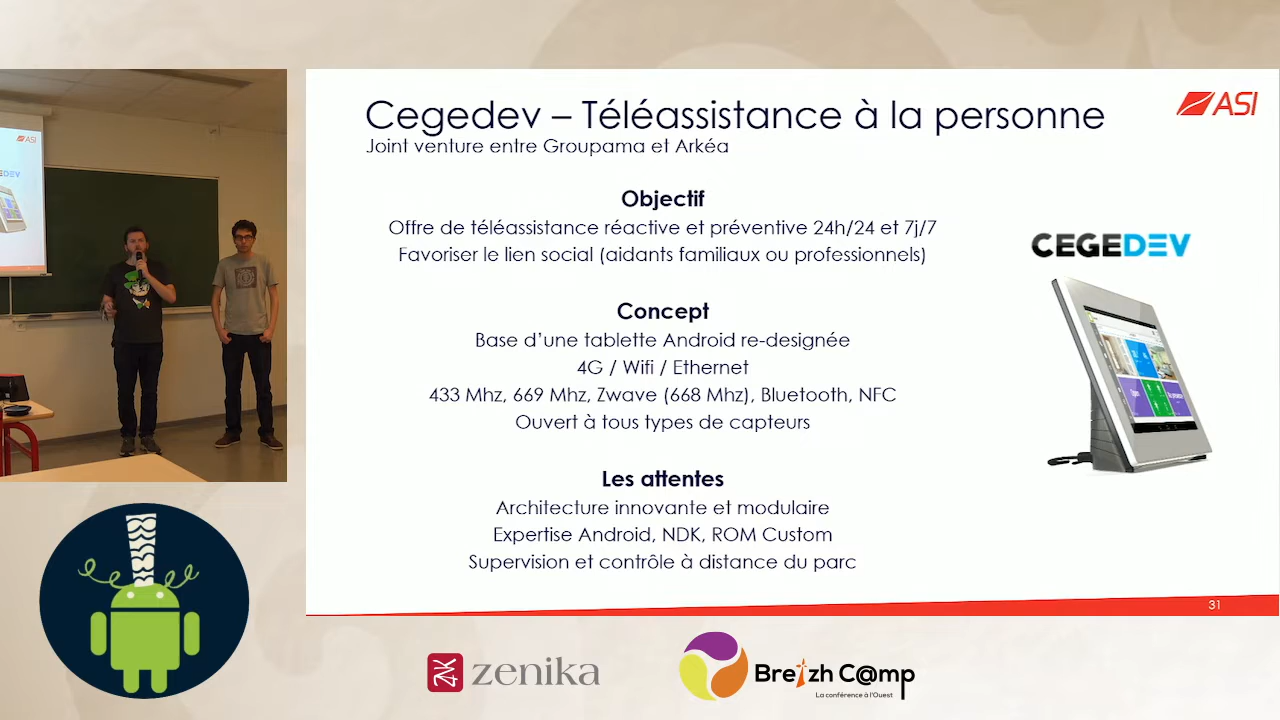 Cegedev – Téléassistance à la personne
Joint venture entre Groupama et Arkéa
ASI
Objectif
Offre de téléassistance réactive et préventive 24h/24 et 7j/7
Favoriser le lien social (aidants familiaux ou professionnels)
CEGEDEV
Concept
Base d'une tablette Android re-designée
4G / Wifi / Ethernet
433 Mhz, 669 Mhz, Zwave (668 Mhz), Bluetooth, NFC
Ouvert à tous types de capteurs
Les attentes
Architecture innovante et modulaire
Expertise Android, NDK, ROM Custom
Supervision et contrôle à distance du parc
31
ASI
zenika
Breizh C@mp
La conférence à l'Ouest